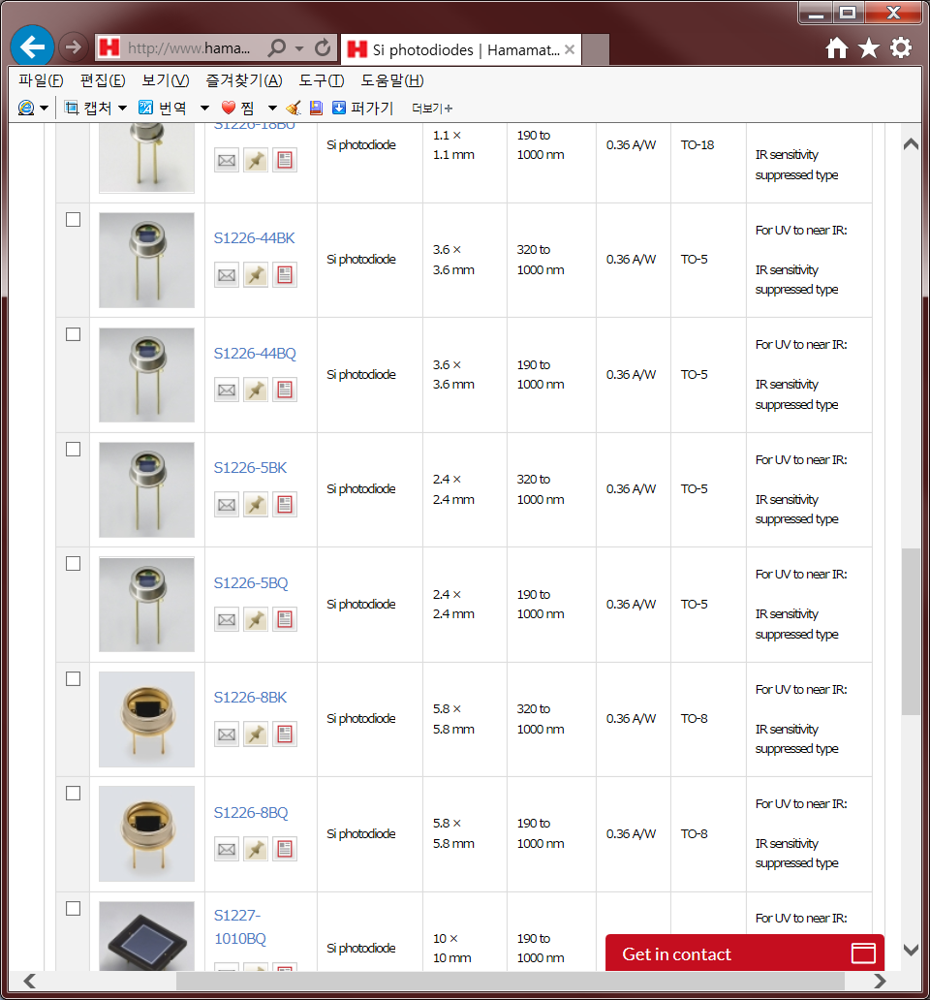 http://www.hama...
Si photodiodes | Hamamat...
파일(F) 편집(E) 보기(V) 즐겨찾기(A) 도구(T) 도움말(H)
캡처 번역 찜 퍼가기 더보기+
S1226-18BU
Si photodiode
1.1 ×
1.1 mm
190 to
1000 nm
0.36 A/W
TO-18
IR sensitivity
suppressed type
S1226-44BK
Si photodiode
3.6 ×
3.6 mm
320 to
1000 nm
0.36 A/W
TO-5
For UV to near IR:
IR sensitivity
suppressed type
S1226-44BQ
Si photodiode
3.6 ×
3.6 mm
190 to
1000 nm
0.36 A/W
TO-5
For UV to near IR:
IR sensitivity
suppressed type
S1226-5BK
Si photodiode
2.4 ×
2.4 mm
320 to
1000 nm
0.36 A/W
TO-5
For UV to near IR:
IR sensitivity
suppressed type
S1226-5BQ
Si photodiode
2.4 ×
2.4 mm
190 to
1000 nm
0.36 A/W
TO-5
For UV to near IR:
IR sensitivity
suppressed type
S1226-8BK
Si photodiode
5.8 ×
5.8 mm
320 to
1000 nm
0.36 A/W
TO-8
For UV to near IR:
IR sensitivity
suppressed type
S1226-8BQ
Si photodiode
5.8 ×
5.8 mm
190 to
1000 nm
0.36 A/W
TO-8
For UV to near IR:
IR sensitivity
suppressed type
S1227-
1010BQ
Si photodiode
10 ×
10 mm
190 to
1000 nm
For UV to near IR:
Get in contact